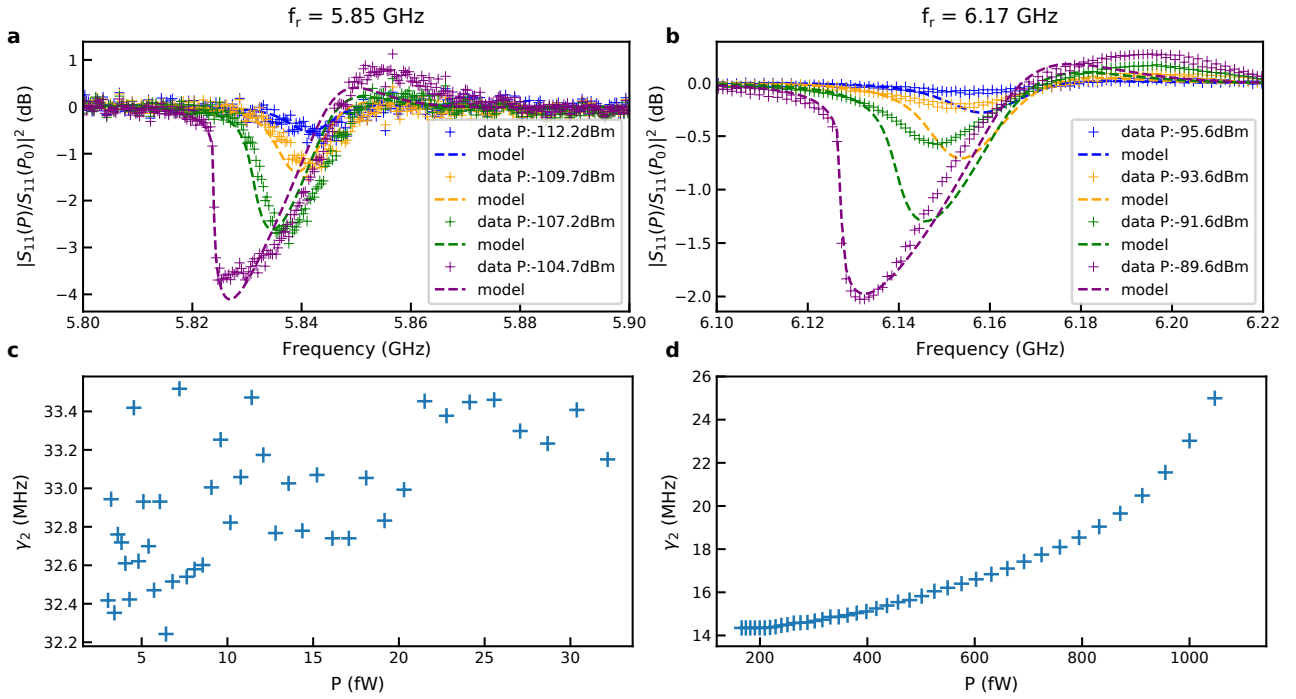 f_r = 5.85 GHz
f_r = 6.17 GHz
a
1
0
−1
−2
−3
−4
|S₁₁(P)/S₁₁(P₀)|² (dB)
data P:-112.2dBm
model
data P:-109.7dBm
model
data P:-107.2dBm
model
data P:-104.7dBm
model
5.80 5.82 5.84 5.86 5.88 5.90
Frequency (GHz)
b
0.0
−0.5
−1.0
−1.5
−2.0
|S₁₁(P)/S₁₁(P₀)|² (dB)
data P:-95.6dBm
model
data P:-93.6dBm
model
data P:-91.6dBm
model
data P:-89.6dBm
model
6.10 6.12 6.14 6.16 6.18 6.20 6.22
Frequency (GHz)
c
33.4
33.2
33.0
32.8
32.6
32.4
32.2
γ₂ (MHz)
5 10 15 20 25 30
P (fW)
d
26
24
22
20
18
16
14
γ₂ (MHz)
200 400 600 800 1000
P (fW)